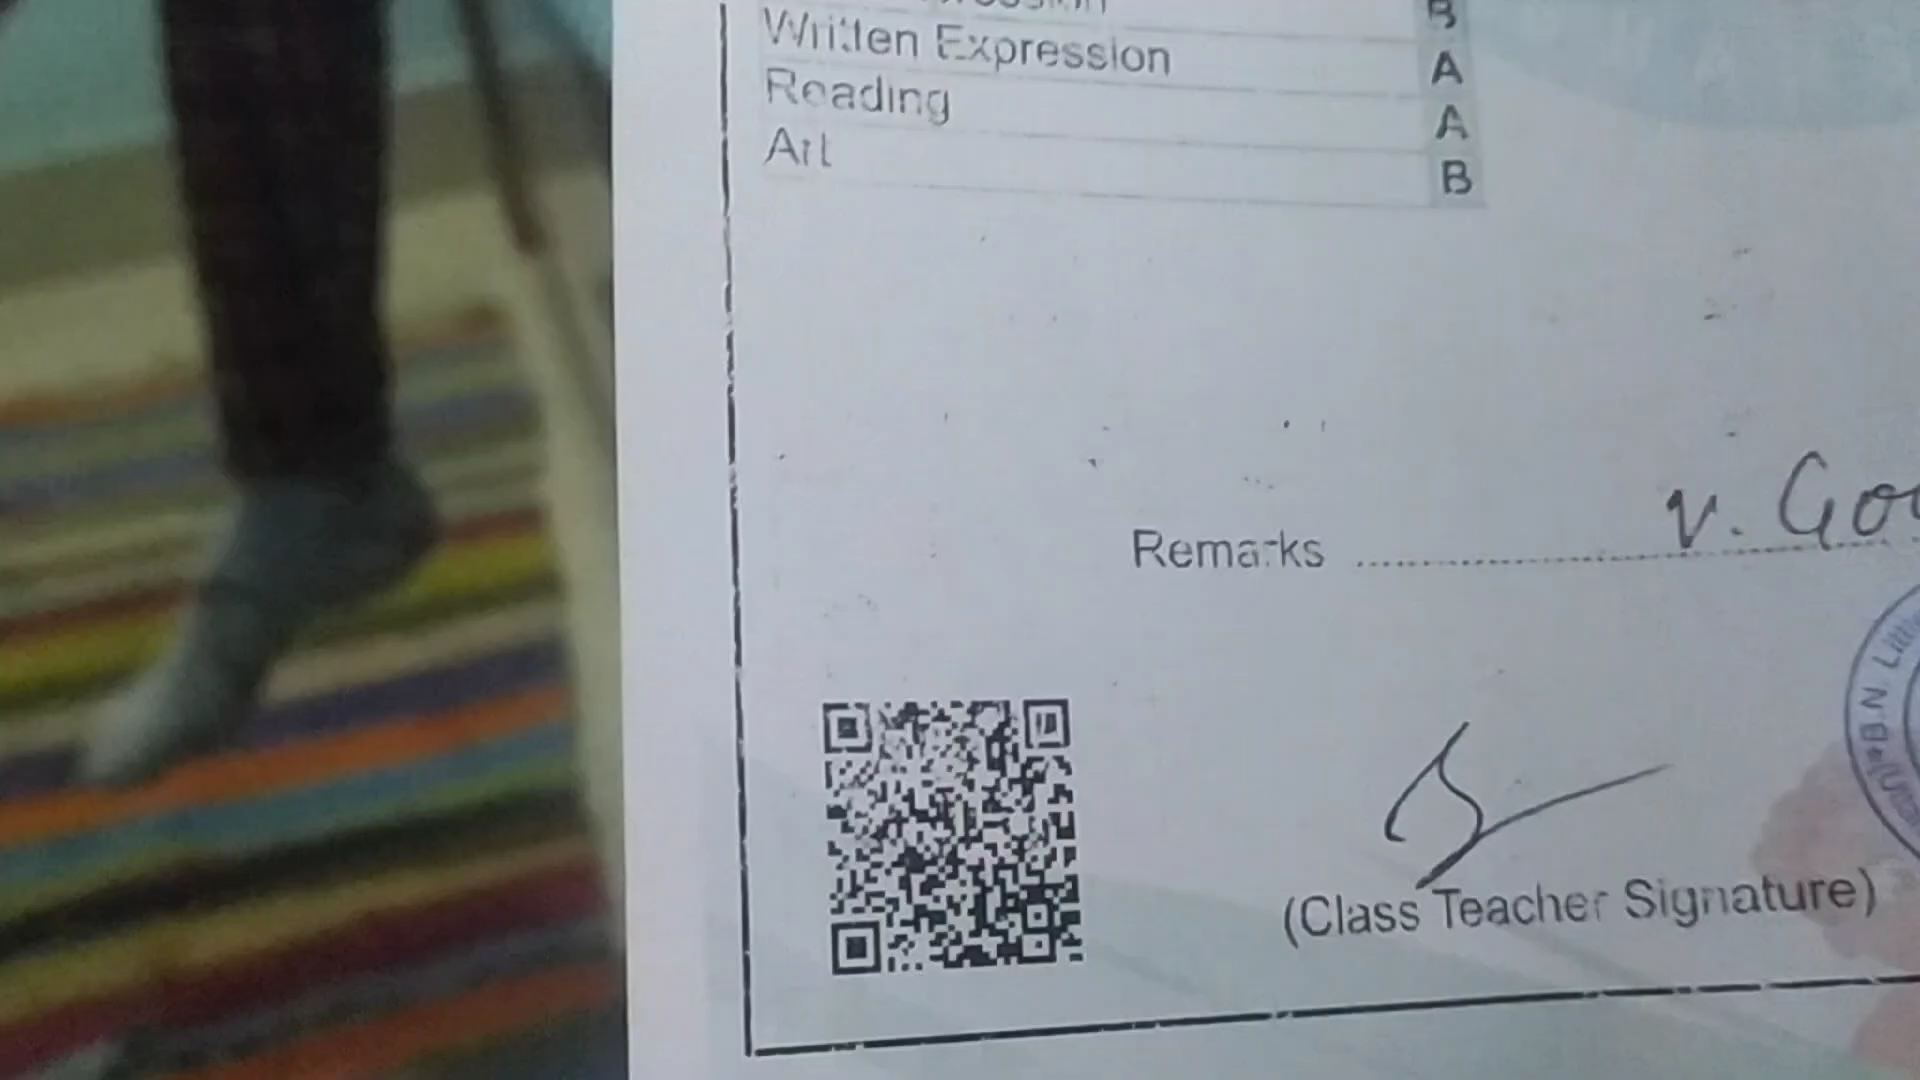 B
Written Expression A
Reading A
Art B
Remarks v.
B.N.
(Class Teacher Signature)